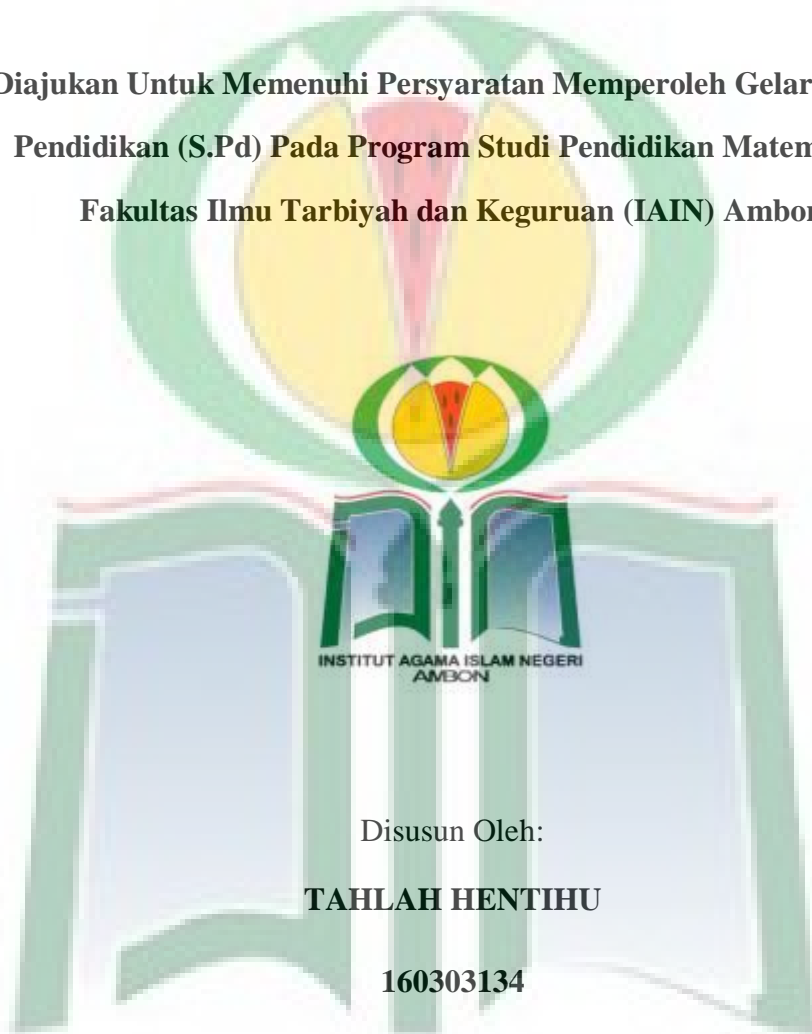 Diajukan Untuk Memenuhi Persyaratan Memperoleh Gelar
Pendidikan (S.Pd) Pada Program Studi Pendidikan Matem
Fakultas Ilmu Tarbiyah dan Keguruan (IAIN) Ambon
INSTITUT AGAMA ISLAM NEGERI
AMBON
Disusun Oleh:
TAHLAH HENTIHU
160303134